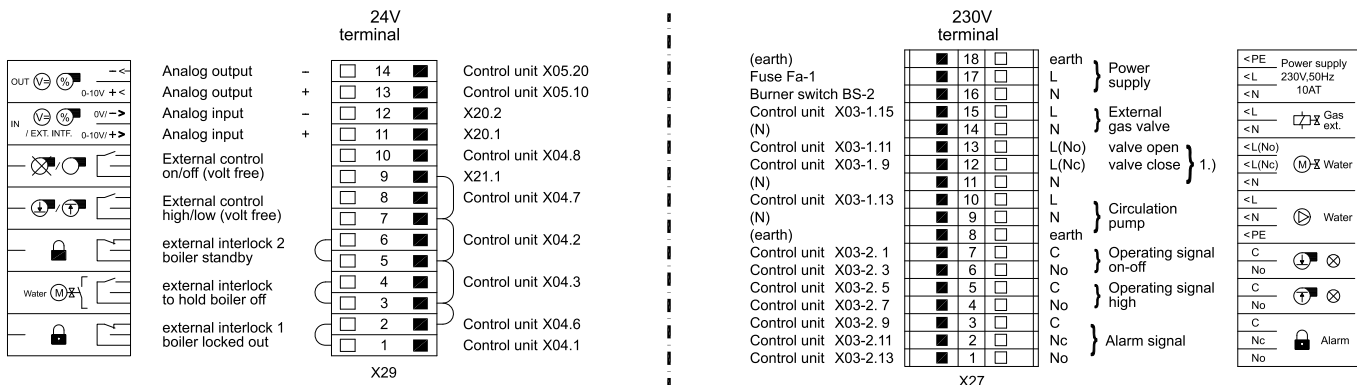 24V
terminal
OUT V= % - <
0-10V + <
Analog output - 14 Control unit X05.20
Analog output + 13 Control unit X05.10
IN V= % 0V/ - >
/ EXT. INTF. 0-10V/ + >
Analog input - 12 X20.2
Analog input + 11 X20.1
External control
on/off (volt free)
10 Control unit X04.8
9 X21.1
External control
high/low (volt free)
8 Control unit X04.7
7
external interlock 2
boiler standby
6 Control unit X04.2
5
Water M
external interlock
to hold boiler off
4 Control unit X04.3
3
external interlock 1
boiler locked out
2 Control unit X04.6
1 Control unit X04.1
X29
230V
terminal
(earth) 18 earth
Fuse Fa-1 17 L
Burner switch BS-2 16 N
Power
supply
<PE
<L
<N
Power supply
230V,50Hz
10AT
Control unit X03-1.15 15 L
(N) 14 N
External
gas valve
<L
<N
Gas
ext.
Control unit X03-1.11 13 L(No) valve open
Control unit X03-1. 9 12 L(Nc) valve close
(N) 11 N
1.)
<L(No)
<L(Nc) M Water
<N
Control unit X03-1.13 10 L
(N) 9 N
(earth) 8 earth
Circulation
pump
<L
<N Water
<PE
Control unit X03-2. 1 7 C
Control unit X03-2. 3 6 No
Operating signal
on-off
C
No
Control unit X03-2. 5 5 C
Control unit X03-2. 7 4 No
Operating signal
high
C
No
Control unit X03-2. 9 3 C
Control unit X03-2.11 2 Nc
Control unit X03-2.13 1 No
Alarm signal
C
Nc Alarm
No
X27